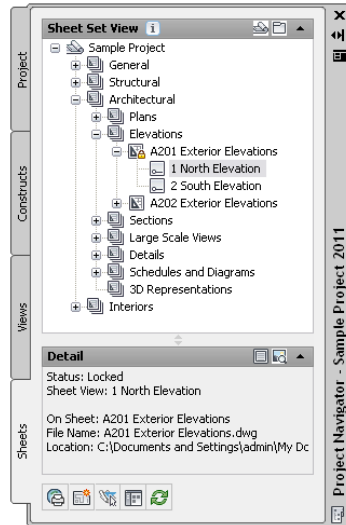 Sheet Set View
Sample Project
General
Structural
Architectural
Plans
Elevations
A201 Exterior Elevations
1 North Elevation
2 South Elevation
A202 Exterior Elevations
Sections
Large Scale Views
Details
Schedules and Diagrams
3D Representations
Interiors
Detail
Status: Locked
Sheet View: 1 North Elevation
On Sheet: A201 Exterior Elevations
File Name: A201 Exterior Elevations.dwg
Location: C:\Documents and Settings\admin\My Dc
Project
Constructs
Views
Sheets
Project Navigator - Sample Project 2011